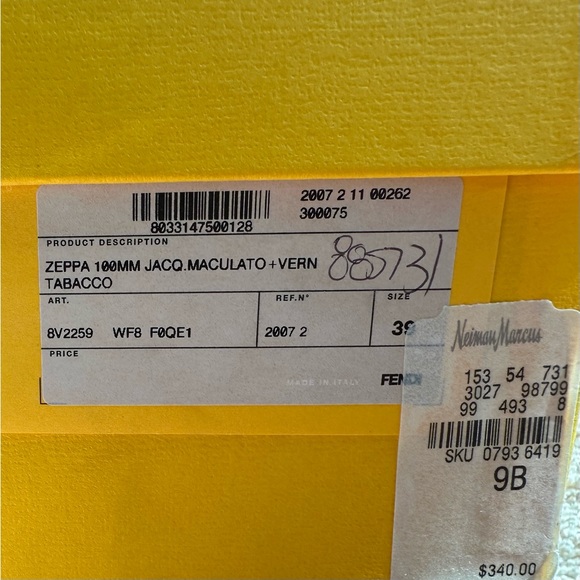 2007 2 11 00262
300075
8033147500128
PRODUCT DESCRIPTION
ZEPPA 100MM JACQ.MACULATO+VERN
TABACCO
885731
ART.
REF.N°
SIZE
8V2259 WF8 F0QE1
2007 2
39
PRICE
MADE IN ITALY
FENDI
Neiman Marcus
153 54 731
3027 98799
99 493 8
SKU 0793 6419
9B
$340.00